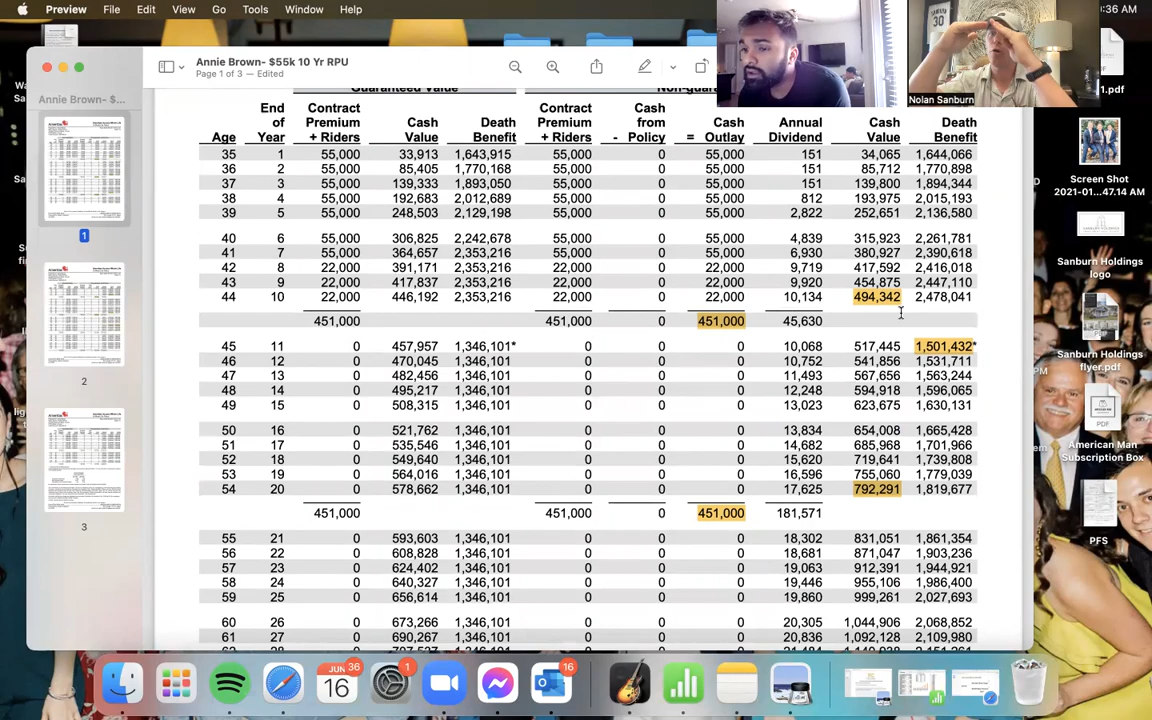 Preview File Edit View Go Tools Window Help :36 AM
Annie Brown- $55k 10 Yr RPU
Page 1 of 3 – Edited
Nolan Sanburn
1.pdf
Annie Brown- $...
1
2
3
Guaranteed Value
End Contract Contract Cash
of Premium Cash Death Premium from Cash Annual Cash Death
Age Year + Riders Value Benefit + Riders - Policy = Outlay Dividend Value Benefit
35 1 55,000 33,913 1,643,915 55,000 0 55,000 151 34,065 1,644,066
36 2 55,000 85,405 1,770,168 55,000 0 55,000 151 85,712 1,770,898
37 3 55,000 139,333 1,893,050 55,000 0 55,000 151 139,800 1,894,344
38 4 55,000 192,683 2,012,689 55,000 0 55,000 812 193,975 2,015,193
39 5 55,000 248,503 2,129,198 55,000 0 55,000 2,822 252,651 2,136,580
40 6 55,000 306,825 2,242,678 55,000 0 55,000 4,839 315,923 2,261,781
41 7 55,000 364,657 2,353,216 55,000 0 55,000 6,930 380,927 2,390,618
42 8 22,000 391,171 2,353,216 22,000 0 22,000 9,719 417,592 2,416,018
43 9 22,000 417,837 2,353,216 22,000 0 22,000 9,920 454,875 2,447,110
44 10 22,000 446,192 2,353,216 22,000 0 22,000 10,134 494,342 2,478,041
451,000 451,000 0 451,000 45,630
45 11 0 457,957 1,346,101* 0 0 0 10,068 517,445 1,501,432*
46 12 0 470,045 1,346,101 0 0 0 10,752 541,856 1,531,711
47 13 0 482,456 1,346,101 0 0 0 11,493 567,656 1,563,244
48 14 0 495,217 1,346,101 0 0 0 12,248 594,918 1,596,065
49 15 0 508,315 1,346,101 0 0 0 13,023 623,675 1,630,131
50 16 0 521,762 1,346,101 0 0 0 13,334 654,008 1,665,428
51 17 0 535,546 1,346,101 0 0 0 14,682 685,968 1,701,966
52 18 0 549,640 1,346,101 0 0 0 15,620 719,641 1,739,808
53 19 0 564,016 1,346,101 0 0 0 16,596 755,060 1,779,039
54 20 0 578,662 1,346,101 0 0 0 17,625 792,291 1,819,677
451,000 451,000 0 451,000 181,571
55 21 0 593,603 1,346,101 0 0 0 18,302 831,051 1,861,354
56 22 0 608,828 1,346,101 0 0 0 18,681 871,047 1,903,236
57 23 0 624,402 1,346,101 0 0 0 19,063 912,391 1,944,921
58 24 0 640,327 1,346,101 0 0 0 19,446 955,106 1,986,400
59 25 0 656,614 1,346,101 0 0 0 19,860 999,261 2,027,693
60 26 0 673,266 1,346,101 0 0 0 20,305 1,044,906 2,068,852
61 27 0 690,267 1,346,101 0 0 0 20,836 1,092,128 2,109,980
Screen Shot
2021-01...47.14 AM
Sanburn Holdings
logo
Sanburn Holdings
flyer.pdf
PDF
American Man
Subscription Box
PFS
JUN 36
16
1
16